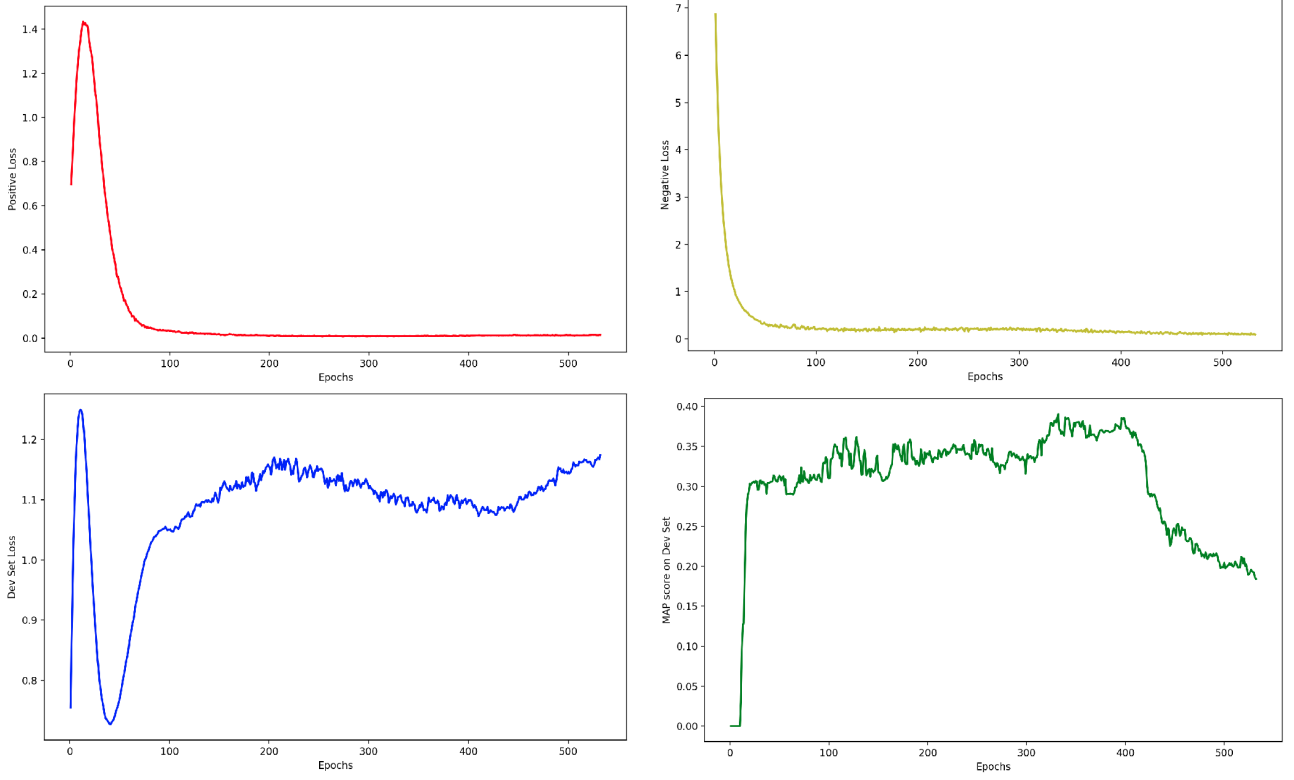 1.4
1.2
1.0
0.8
0.6
0.4
0.2
0.0
Positive Loss
0 100 200 300 400 500
Epochs
7
6
5
4
3
2
1
0
Negative Loss
0 100 200 300 400 500
Epochs
1.2
1.1
1.0
0.9
0.8
Dev Set Loss
0 100 200 300 400 500
Epochs
0.40
0.35
0.30
0.25
0.20
0.15
0.10
0.05
0.00
MAP score on Dev Set
0 100 200 300 400 500
Epochs